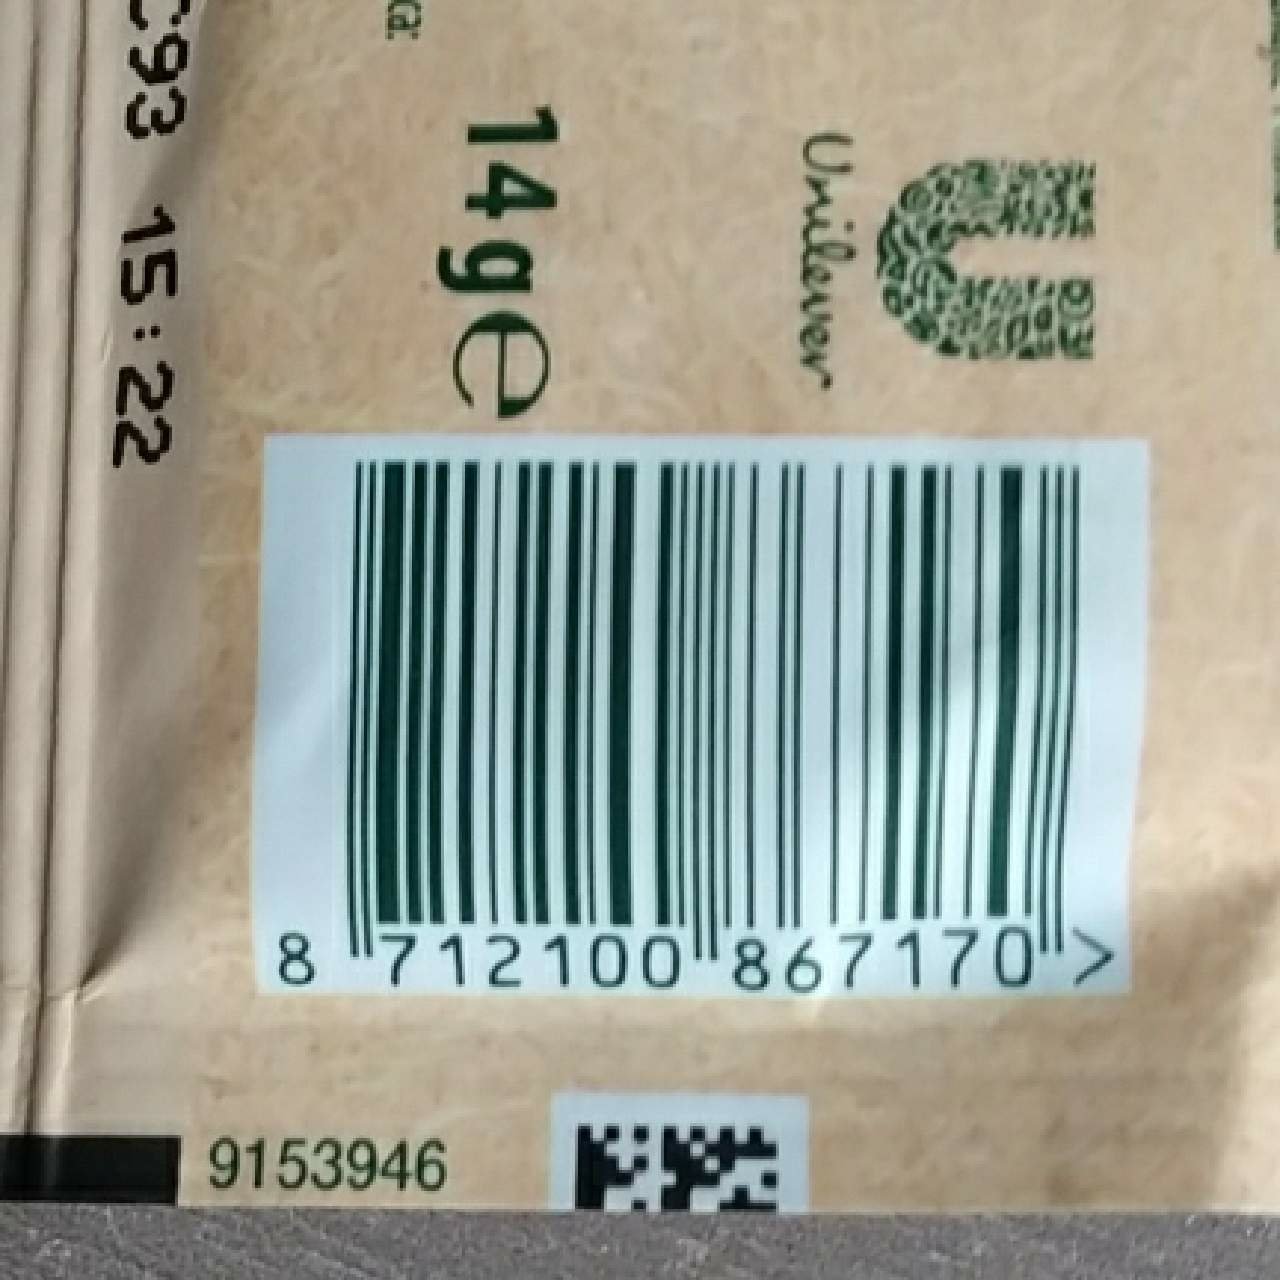 C93 15:22
14g℮
Unilever
8 712100 867170 >
9153946